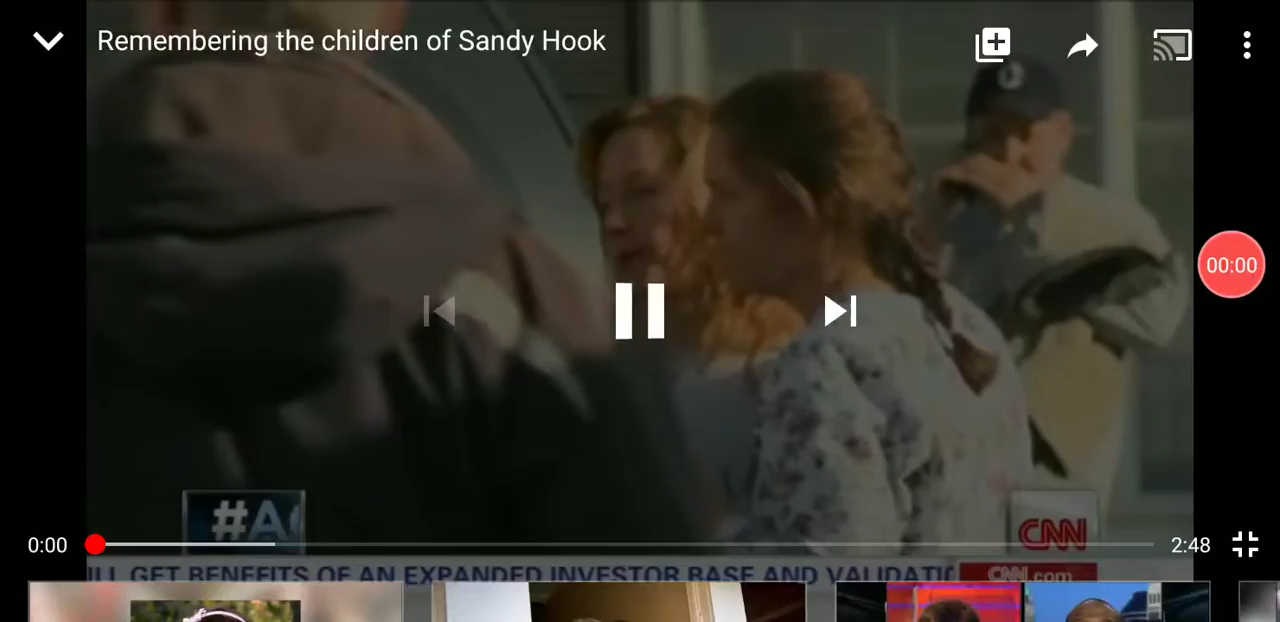 Remembering the children of Sandy Hook
00:00
#A
CNN
0:00
2:48
GET BENEFITS OF AN EXPANDED INVESTOR BASE AND
CNN.com